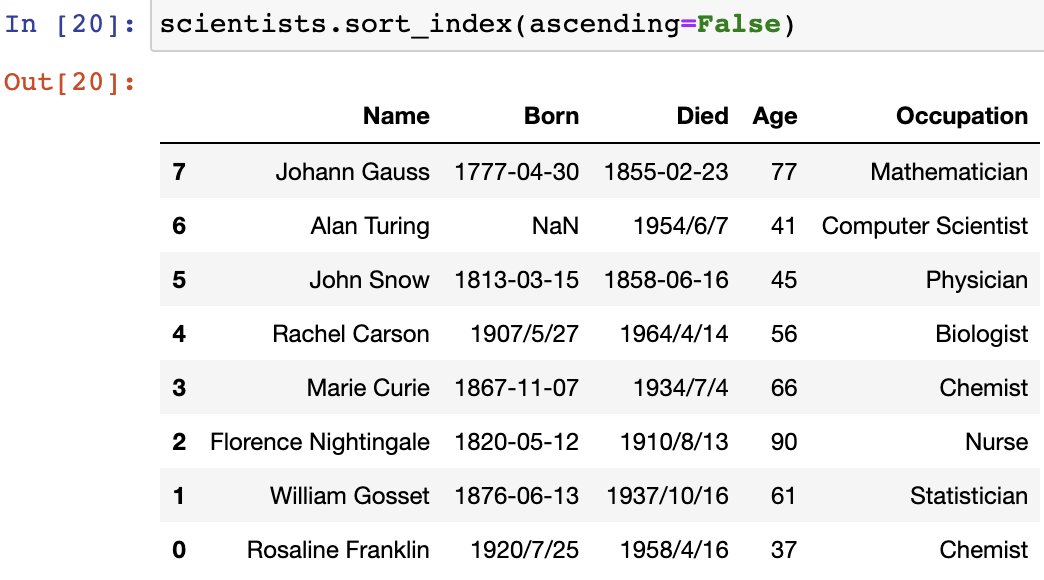 In [20]: scientists.sort_index(ascending=False)
Out[20]:
Name Born Died Age Occupation
7 Johann Gauss 1777-04-30 1855-02-23 77 Mathematician
6 Alan Turing NaN 1954/6/7 41 Computer Scientist
5 John Snow 1813-03-15 1858-06-16 45 Physician
4 Rachel Carson 1907/5/27 1964/4/14 56 Biologist
3 Marie Curie 1867-11-07 1934/7/4 66 Chemist
2 Florence Nightingale 1820-05-12 1910/8/13 90 Nurse
1 William Gosset 1876-06-13 1937/10/16 61 Statistician
0 Rosaline Franklin 1920/7/25 1958/4/16 37 Chemist